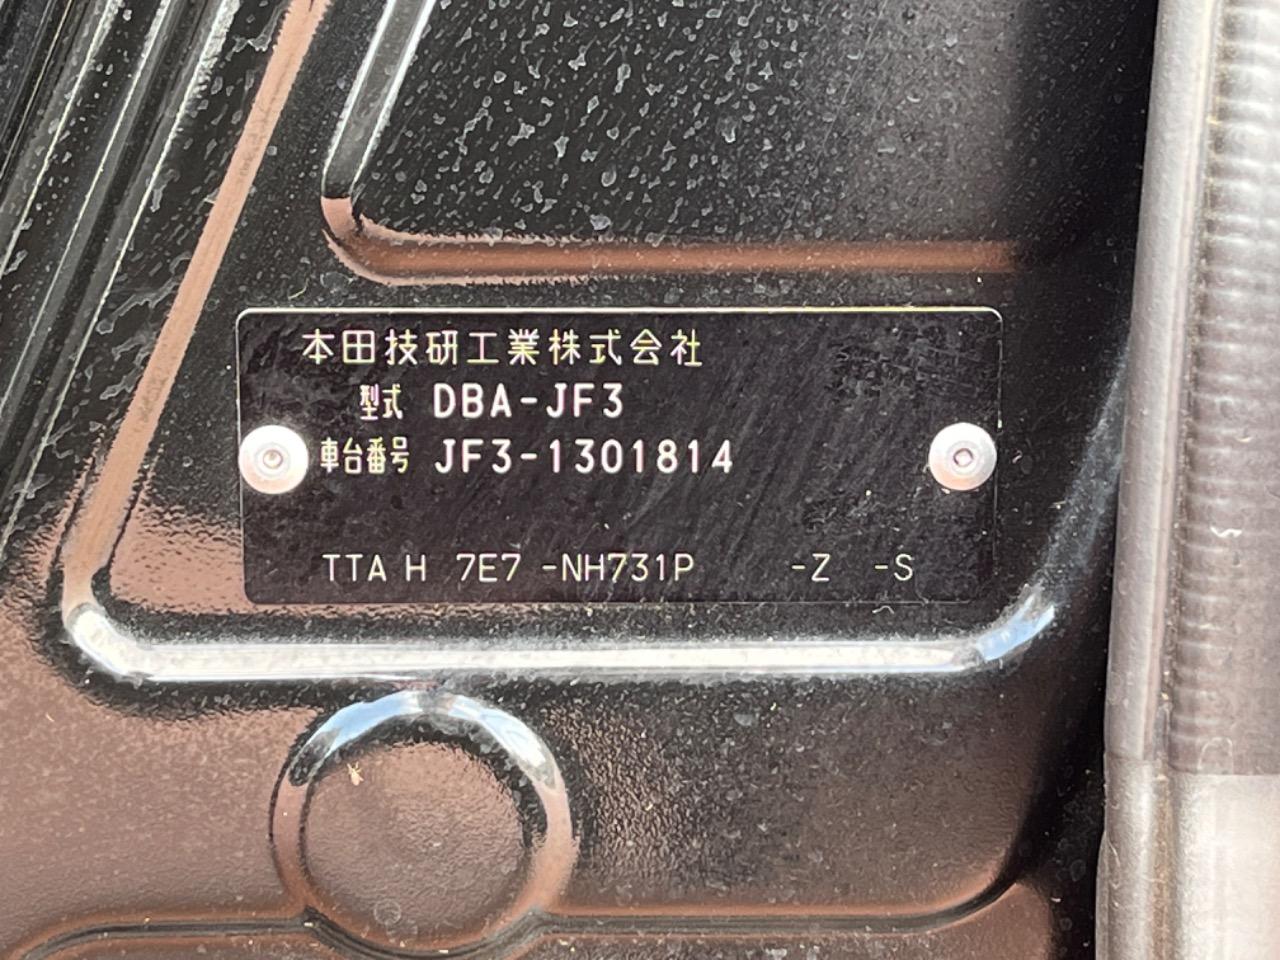 本田技研工業株式会社
型式 DBA-JF3
車台番号 JF3-1301814
TTA H 7E7 -NH731P -Z -S